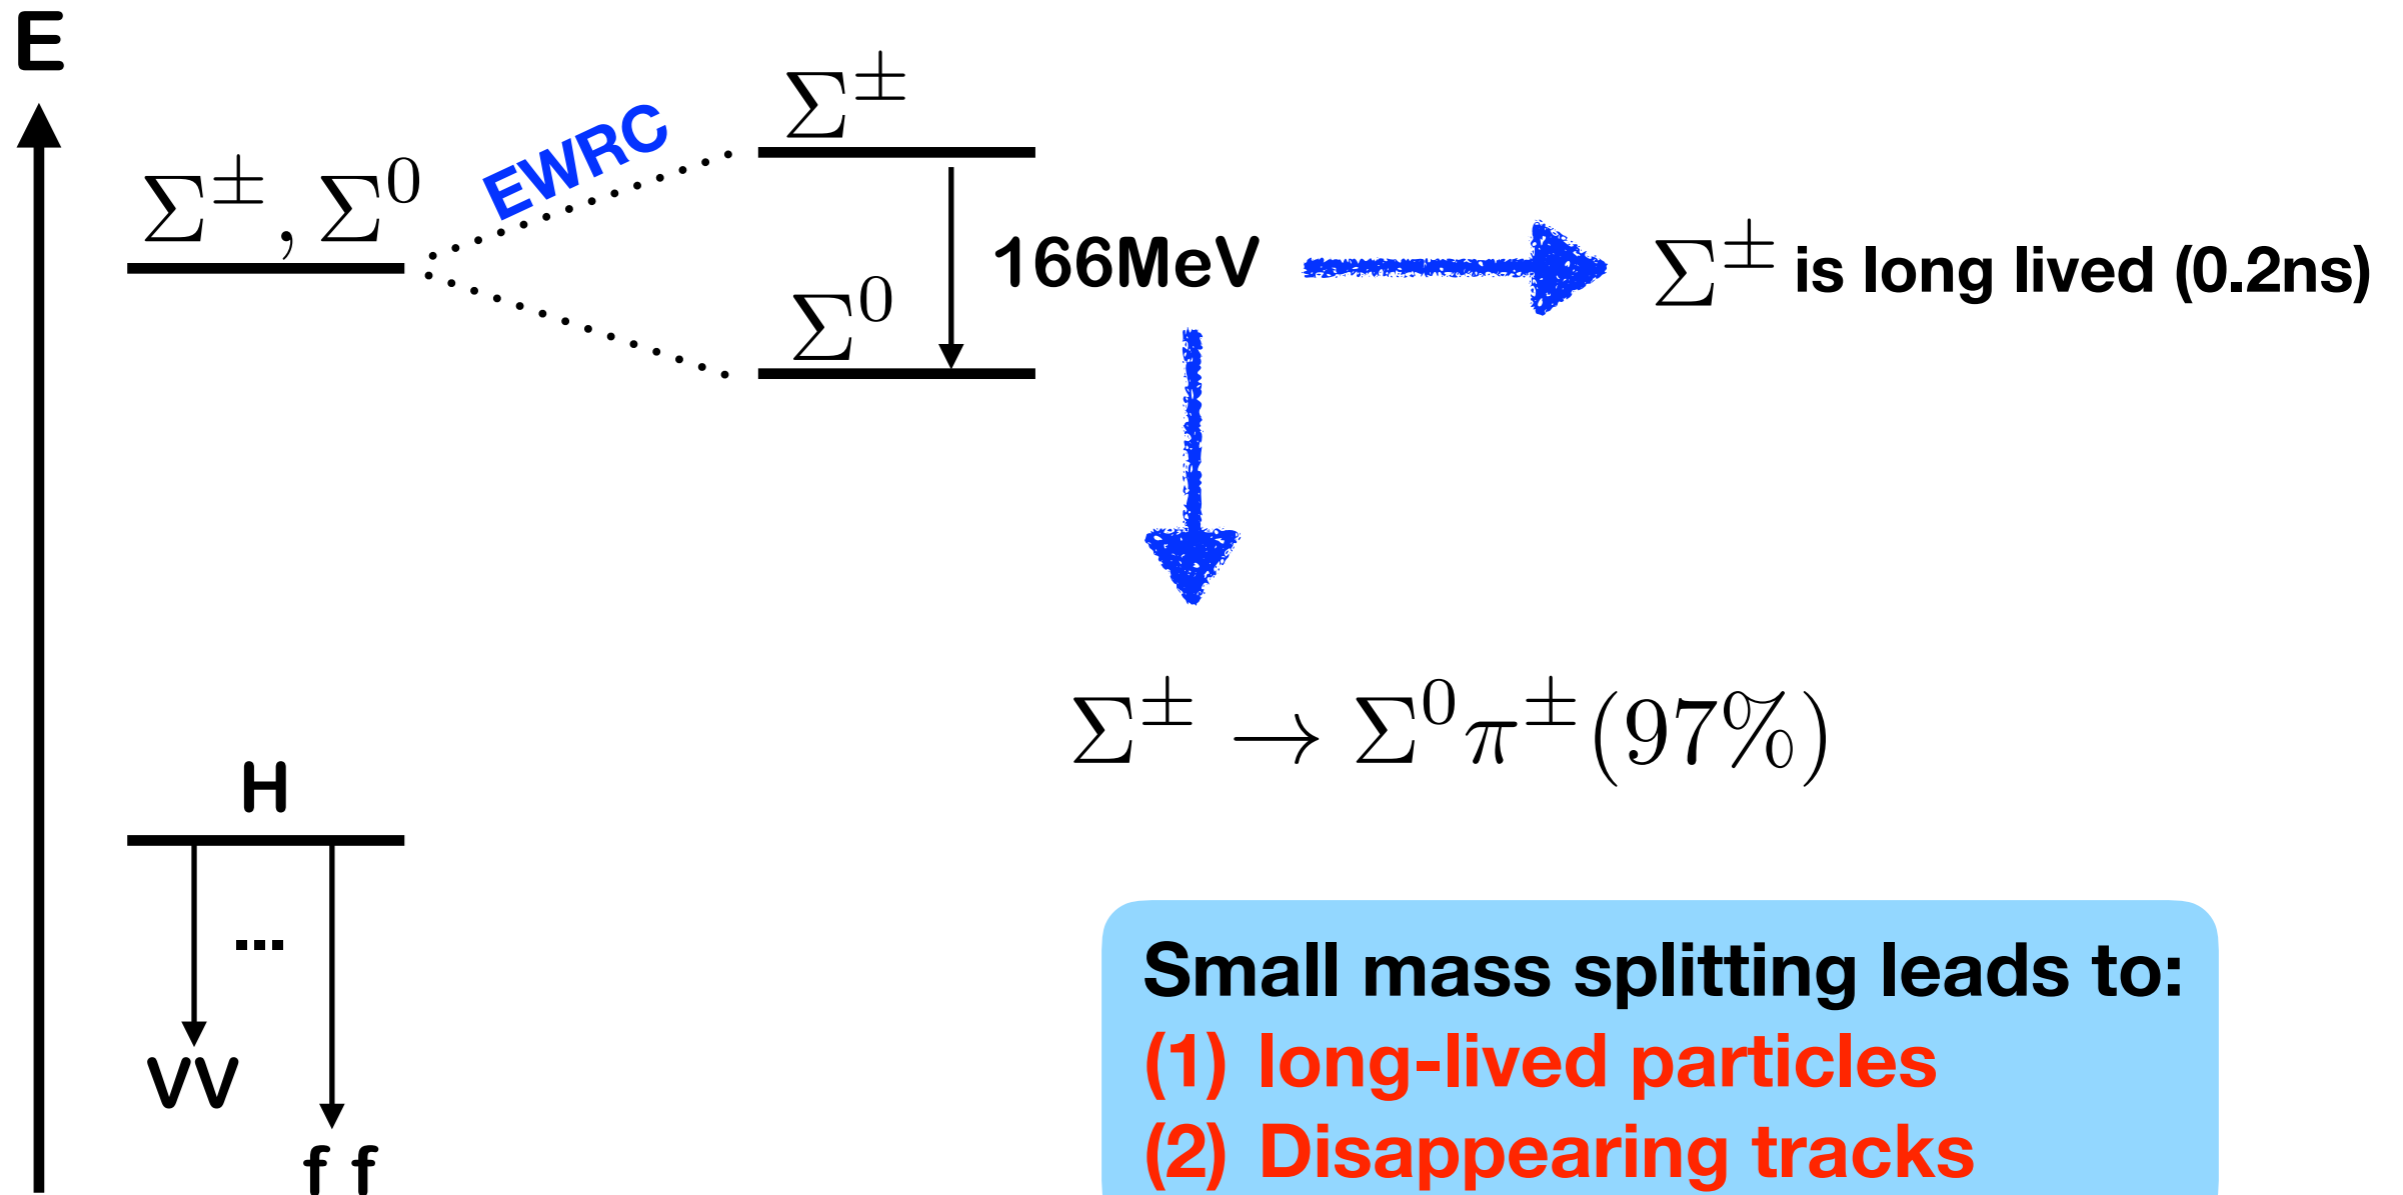 E
Σ± , Σ0
EWRC
Σ±
Σ0
166MeV
Σ± is long lived (0.2ns)
Σ± → Σ0 π± (97%)
H
...
VV
f f
Small mass splitting leads to:
(1) long-lived particles
(2) Disappearing tracks